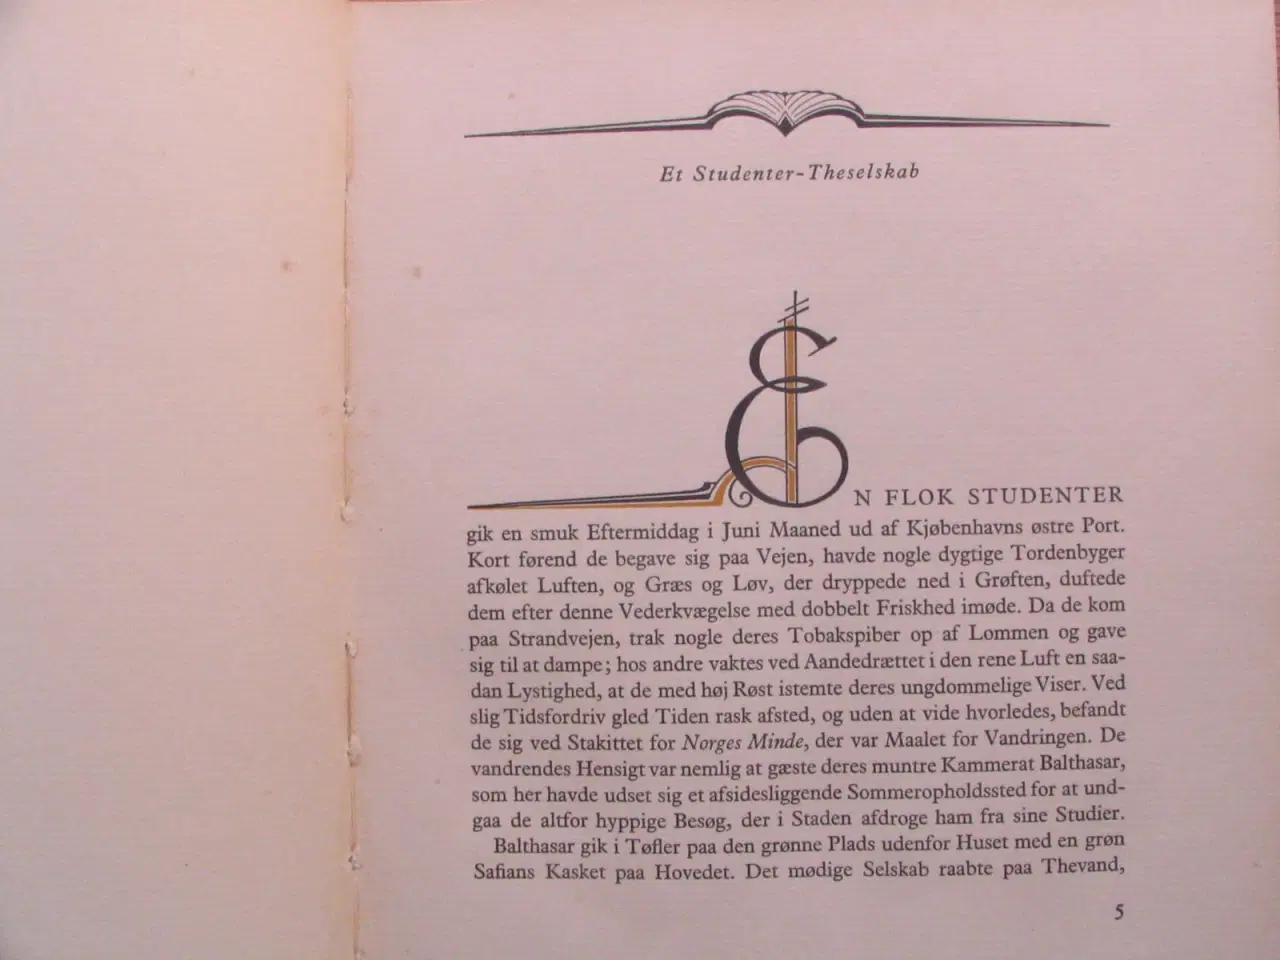 Et Studenter-Theselskab
EN FLOK STUDENTER
gik en smuk Eftermiddag i Juni Maaned ud af Kjøbenhavns østre Port.
Kort førend de begave sig paa Vejen, havde nogle dygtige Tordenbyger
afkølet Luften, og Græs og Løv, der dryppede ned i Grøften, duftede
dem efter denne Vederkvægelse med dobbelt Friskhed imøde. Da de kom
paa Strandvejen, trak nogle deres Tobakspiber op af Lommen og gave
sig til at dampe; hos andre vaktes ved Aandedrættet i den rene Luft en saa-
dan Lystighed, at de med høj Røst istemte deres ungdommelige Viser. Ved
slig Tidsfordriv gled Tiden rask afsted, og uden at vide hvorledes, befandt
de sig ved Stakittet for Norges Minde, der var Maalet for Vandringen. De
vandrendes Hensigt var nemlig at gæste deres muntre Kammerat Balthasar,
som her havde udset sig et afsidesliggende Sommeropholdssted for at und-
gaa de altfor hyppige Besøg, der i Staden afdroge ham fra sine Studier.
Balthasar gik i Tøfler paa den grønne Plads udenfor Huset med en grøn
Safians Kasket paa Hovedet. Det mødige Selskab raabte paa Thevand,
5